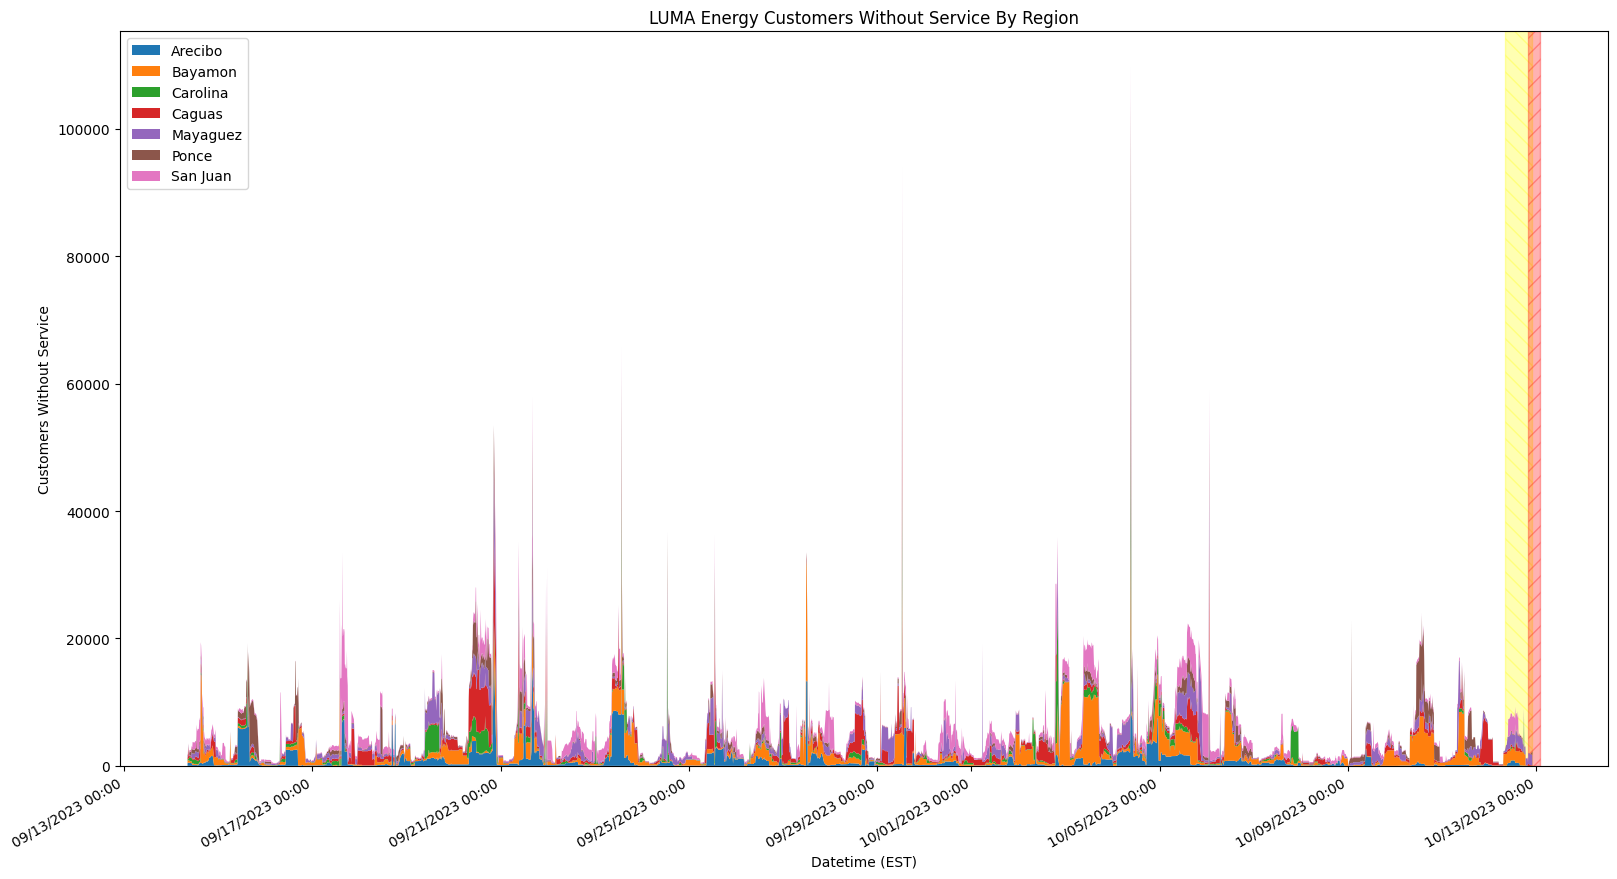 LUMA Energy Customers Without Service By Region
Arecibo
Bayamon
Carolina
Caguas
Mayaguez
Ponce
San Juan
100000
80000
60000
40000
20000
0
Customers Without Service
09/13/2023 00:00
09/17/2023 00:00
09/21/2023 00:00
09/25/2023 00:00
09/29/2023 00:00
10/01/2023 00:00
10/05/2023 00:00
10/09/2023 00:00
10/13/2023 00:00
Datetime (EST)